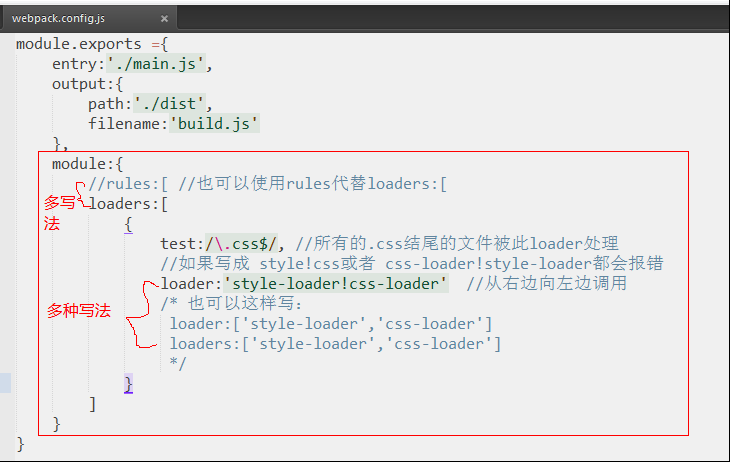 webpack.config.js ×
module.exports ={
entry:'./main.js',
output:{
path:'./dist',
filename:'build.js'
},
module:{
//rules:[ //也可以使用rules代替loaders:[
多写法
loaders:[
{
test:/\.css$/, //所有的.css结尾的文件被此loader处理
//如果写成 style!css或者 css-loader!style-loader都会报错
loader:'style-loader!css-loader' //从右边向左边调用
多种写法
/* 也可以这样写:
loader:['style-loader','css-loader']
loaders:['style-loader','css-loader']
*/
}
]
}
}